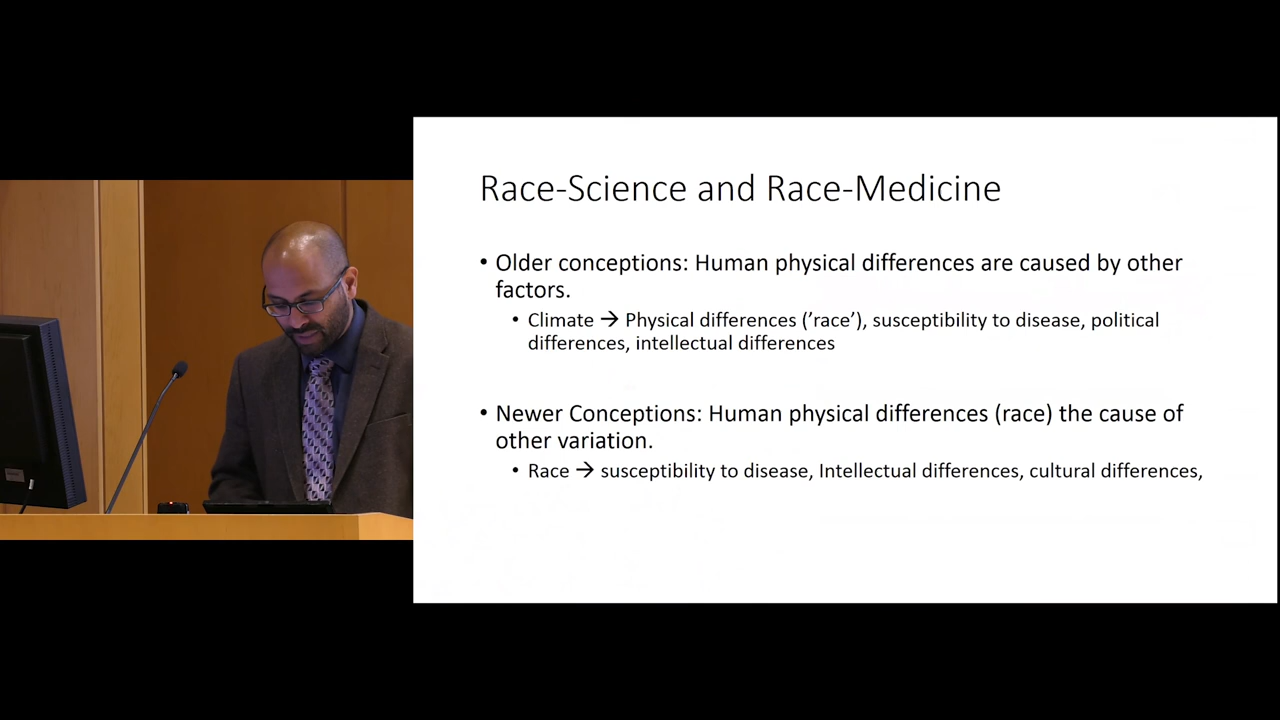 Race-Science and Race-Medicine
• Older conceptions: Human physical differences are caused by other
factors.
• Climate → Physical differences (’race’), susceptibility to disease, political
differences, intellectual differences
• Newer Conceptions: Human physical differences (race) the cause of
other variation.
• Race → susceptibility to disease, Intellectual differences, cultural differences,